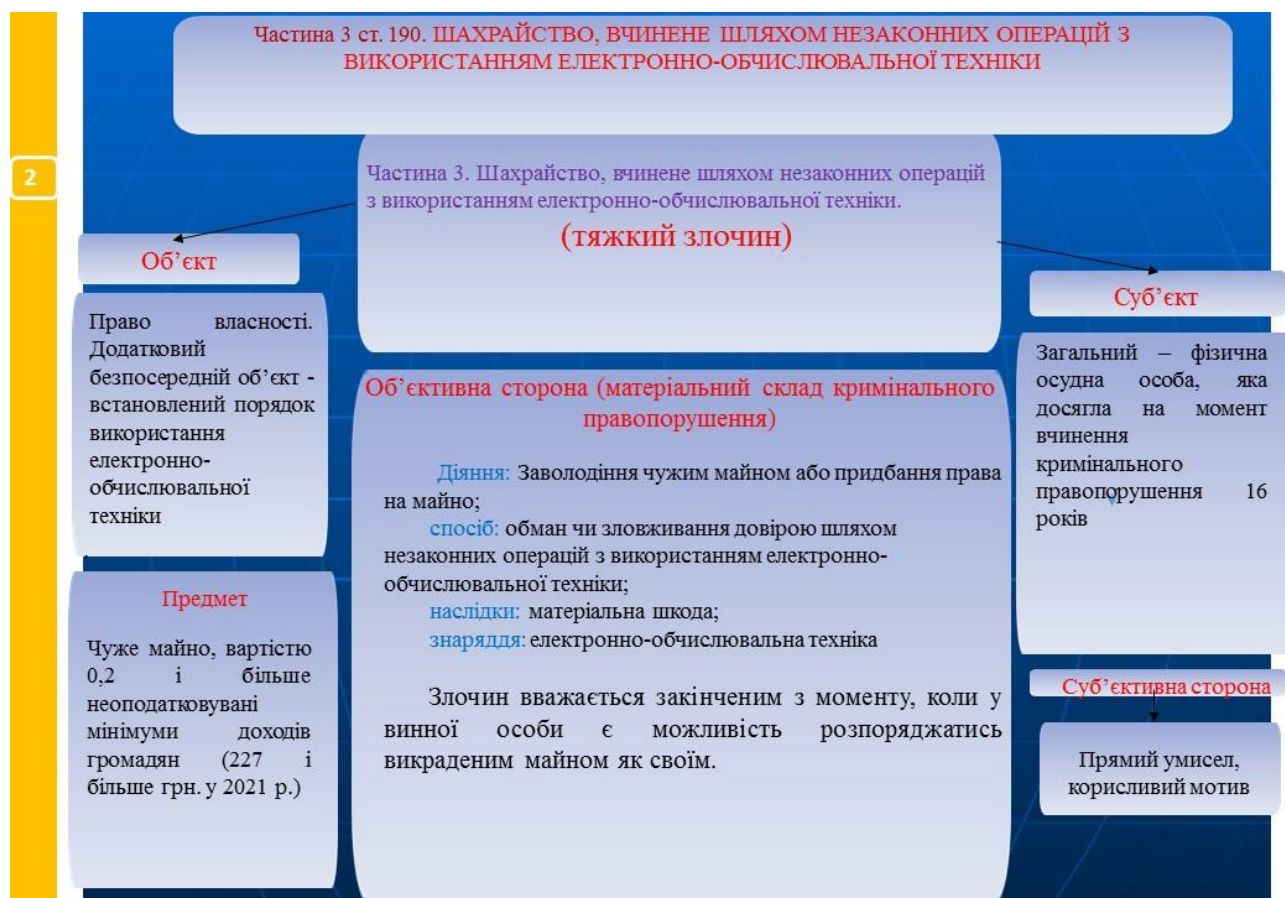 Частина 3 ст. 190. ШАХРАЙСТВО, ВЧИНЕНЕ ШЛЯХОМ НЕЗАКОННИХ ОПЕРАЦІЙ З
ВИКОРИСТАННЯМ ЕЛЕКТРОННО-ОБЧИСЛЮВАЛЬНОЇ ТЕХНІКИ
2
Частина 3. Шахрайство, вчинене шляхом незаконних операцій
з використанням електронно-обчислювальної техніки.
(тяжкий злочин)
Об’єкт
Право власності.
Додатковий
безпосередній об’єкт -
встановлений порядок
використання
електронно-
обчислювальної
техніки
Предмет
Чуже майно, вартістю
0,2 і більше
неоподатковувані
мінімуми доходів
громадян (227 і
більше грн. у 2021 р.)
Об’єктивна сторона (матеріальний склад кримінального
правопорушення)
Діяння: Заволодіння чужим майном або придбання права
на майно;
спосіб: обман чи зловживання довірою шляхом
незаконних операцій з використанням електронно-
обчислювальної техніки;
наслідки: матеріальна шкода;
знаряддя: електронно-обчислювальна техніка
Злочин вважається закінченим з моменту, коли у
винної особи є можливість розпоряджатись
викраденим майном як своїм.
Суб’єкт
Загальний – фізична
осудна особа, яка
досягла на момент
вчинення
кримінального
правопорушення 16
років
Суб’єктивна сторона
Прямий умисел,
корисливий мотив